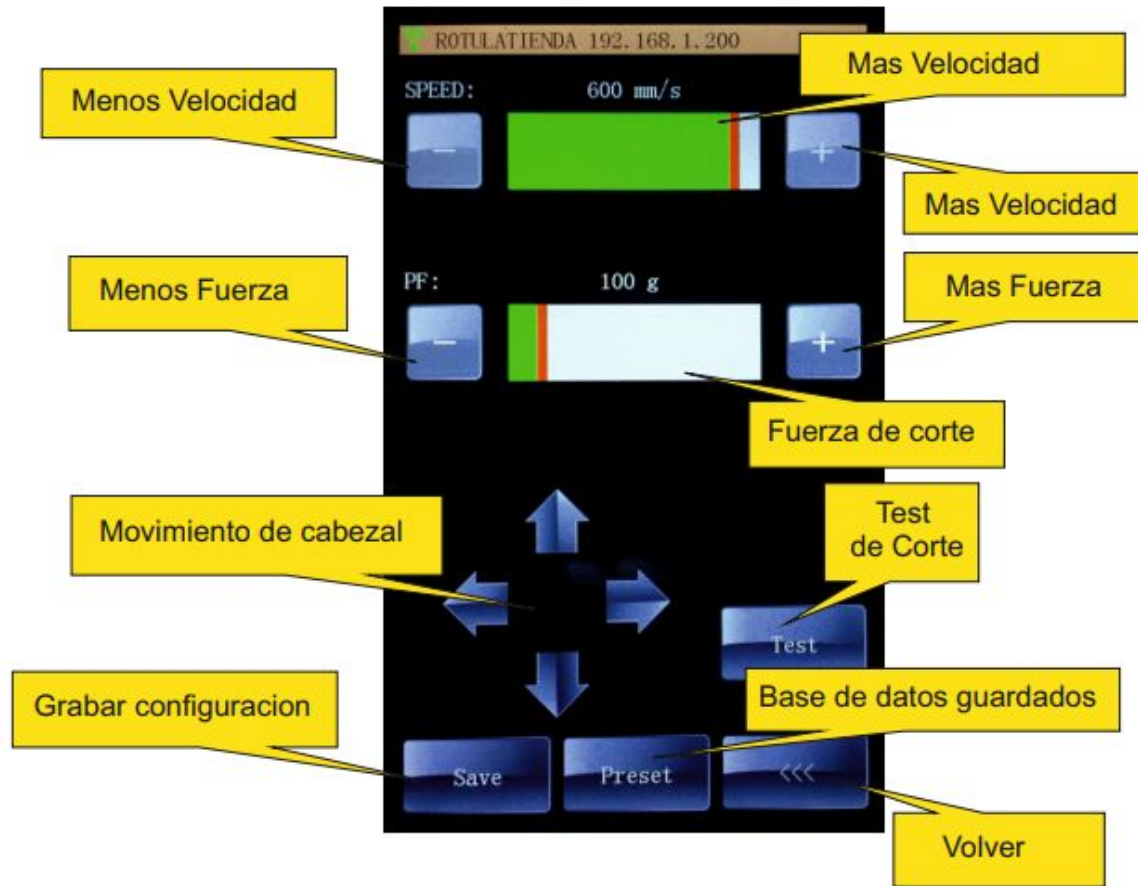 ROTULATIENDA 192.168.1.200
Mas Velocidad
Menos Velocidad
SPEED: 600 mm/s
-
+
Mas Velocidad
Menos Fuerza
PF: 100 g
Mas Fuerza
-
+
Fuerza de corte
Movimiento de cabezal
Test
de Corte
Test
Grabar configuracion
Base de datos guardados
Save
Preset
<<<
Volver